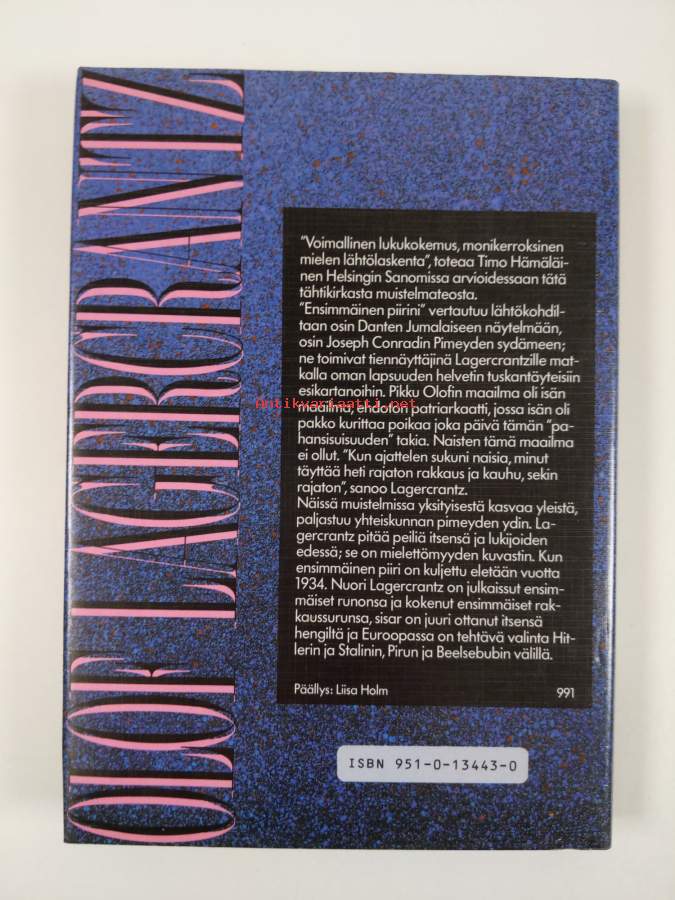 OLOF LAGERCRANTZ
"Voimallinen lukukokemus, monikerroksinen
mielen lähtölaskenta", toteaa Timo Hämäläi-
nen Helsingin Sanomissa arvioidessaan tätä
tähtikirkasta muistelmateosta.
"Ensimmäinen piirini" vertautuu lähtökohdil-
taan osin Danten Jumalaiseen näytelmään,
osin Joseph Conradin Pimeyden sydämeen;
ne toimivat tiennäyttäjinä Lagercrantzille mat-
kalla oman lapsuuden helvetin tuskantäyteisiin
esikartanoihin. Pikku Olofin maailma oli isän
maailma, ehdoton patriarkaatti, jossa isän oli
pakko kurittaa poikaa joka päivä tämän "pa-
hansisuisuuden" takia. Naisten tämä maailma
ei ollut. "Kun ajattelen sukuni naisia, minut
täyttää heti rajaton rakkaus ja kauhu, sekin
rajaton", sanoo Lagercrantz.
Näissä muistelmissa yksityisestä kasvaa yleistä,
paljastuu yhteiskunnan pimeyden ydin. La-
gercrantz pitää peiliä itsensä ja lukijoiden
edessä; se on mielettömyyden kuvastin. Kun
ensimmäinen piiri on kuljettu eletään vuotta
1934. Nuori Lagercrantz on julkaissut ensim-
mäiset runonsa ja kokenut ensimmäiset rak-
kaussurunsa, sisar on juuri ottanut itsensä
hengiltä ja Euroopassa on tehtävä valinta Hit-
lerin ja Stalinin, Pirun ja Beelsebubin välillä.
Päällys: Liisa Holm 991
ISBN 951-0-13443-0
Antikvariaatti.net